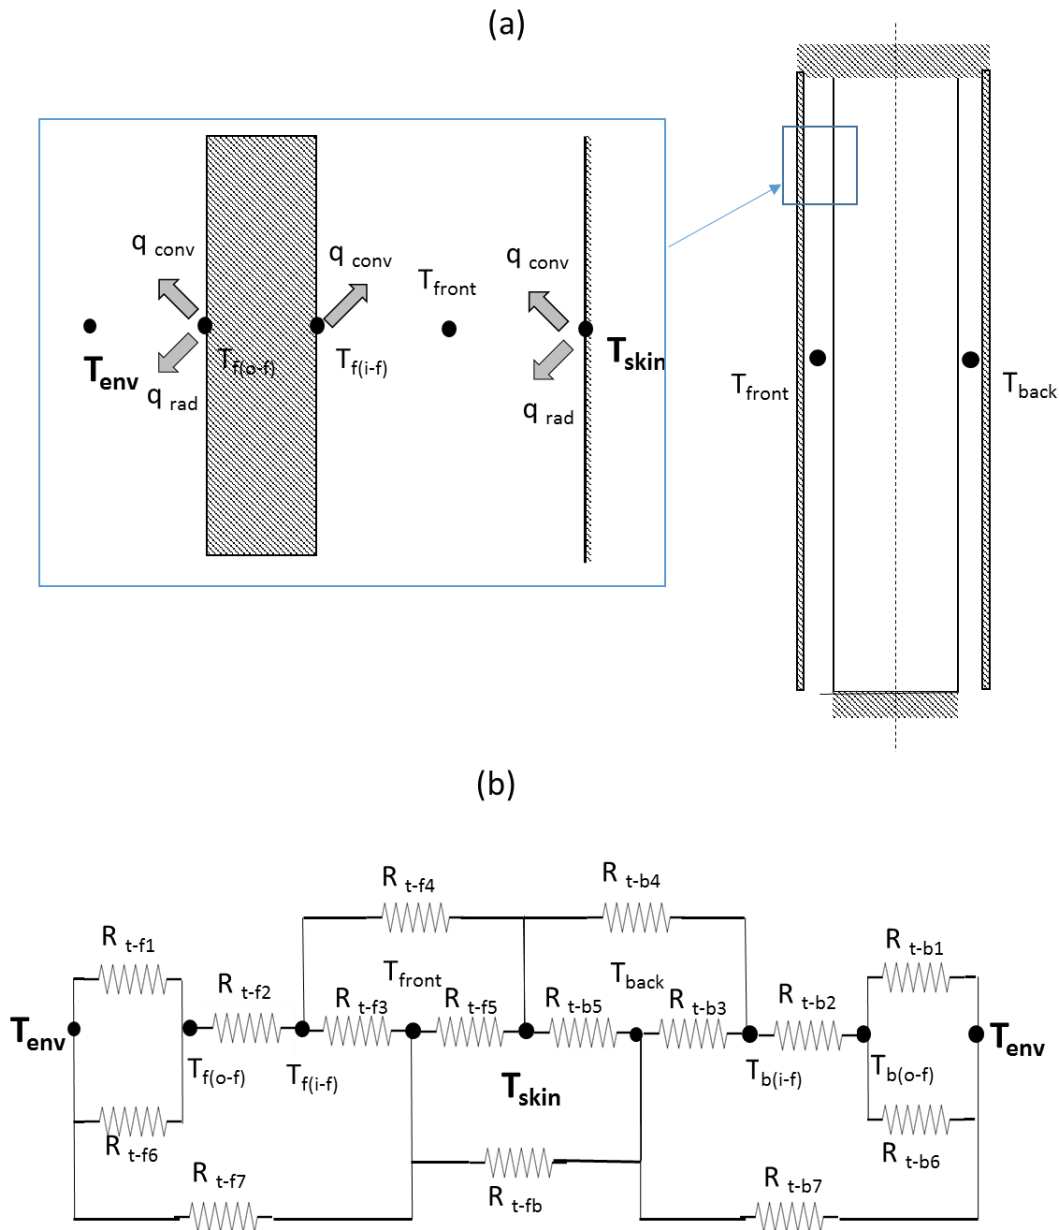 (a)
q conv
q conv
T front
q conv
T env
T f(o-f)
T f(i-f)
T skin
q rad
q rad
T front
T back
(b)
R t-f4
R t-b4
R t-f1
R t-b1
T front
T back
R t-f2
R t-f3
R t-f5
R t-b5
R t-b3
R t-b2
T env
T env
T f(o-f)
T f(i-f)
T skin
T b(i-f)
T b(o-f)
R t-f6
R t-b6
R t-f7
R t-fb
R t-b7